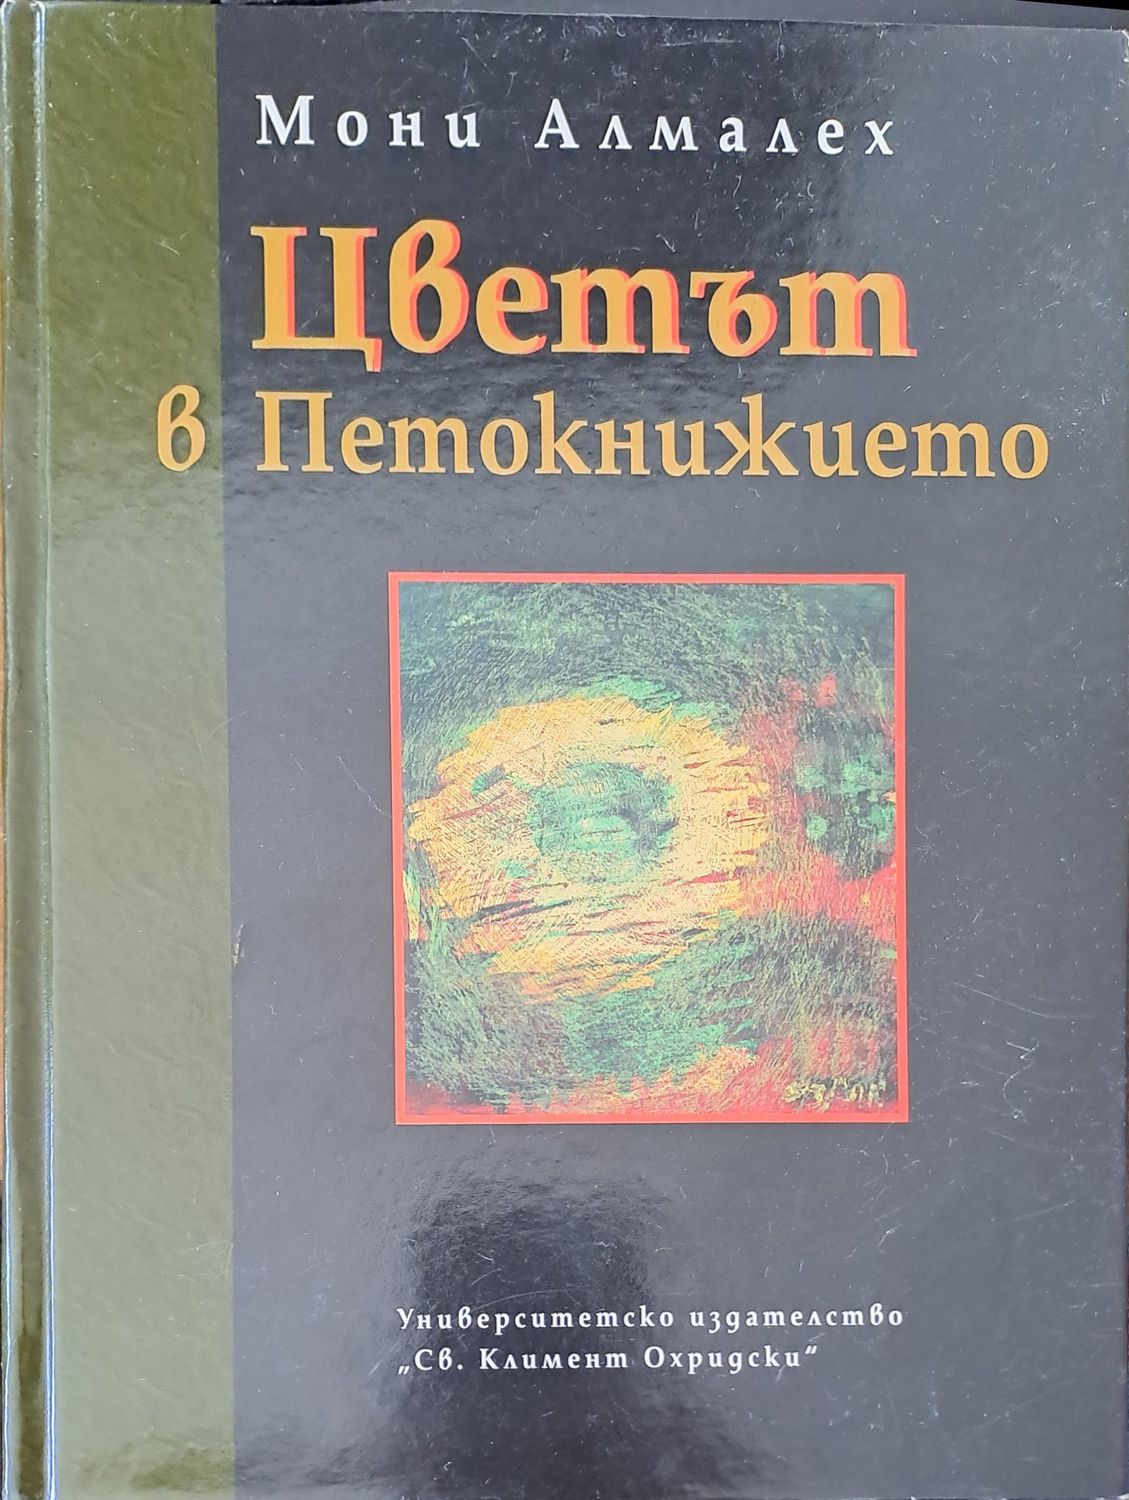 Мони Алмалех
Цветът
в Петокнижието
Университетско издателство
„Св. Климент Охридски“